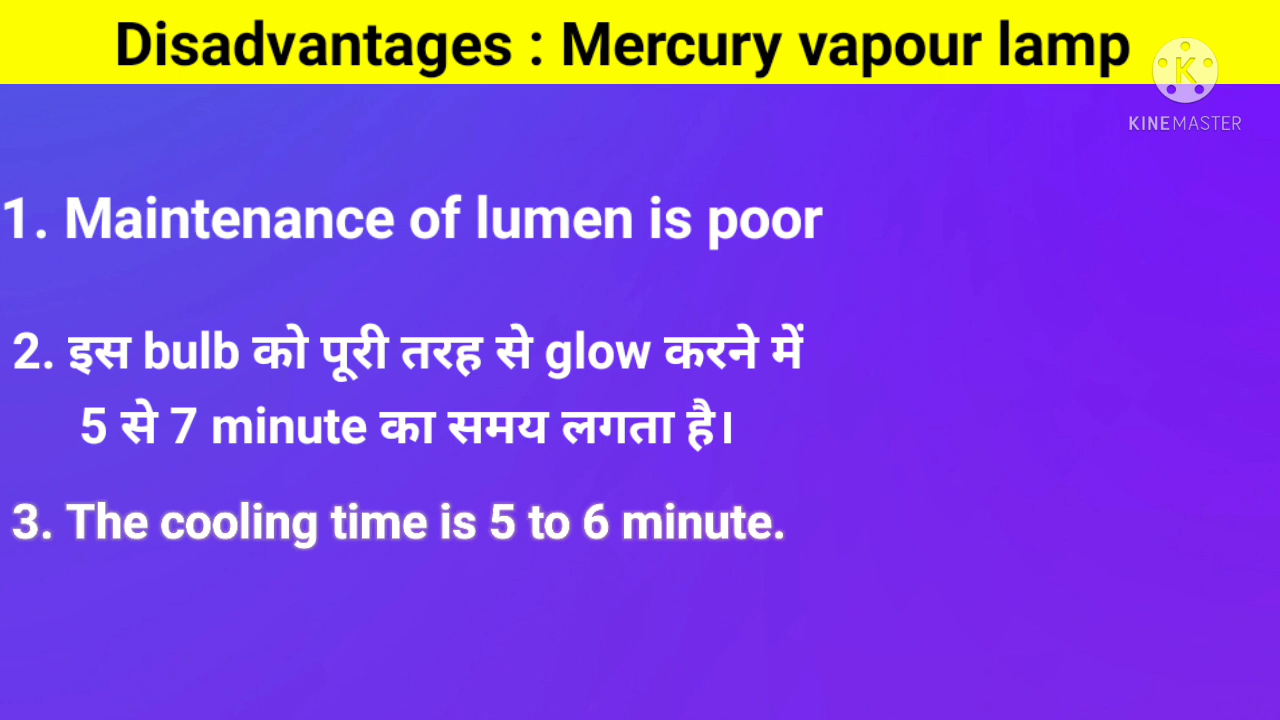 Disadvantages : Mercury vapour lamp
K
KINEMASTER
1. Maintenance of lumen is poor
2. इस bulb को पूरी तरह से glow करने में
5 से 7 minute का समय लगता है।
3. The cooling time is 5 to 6 minute.